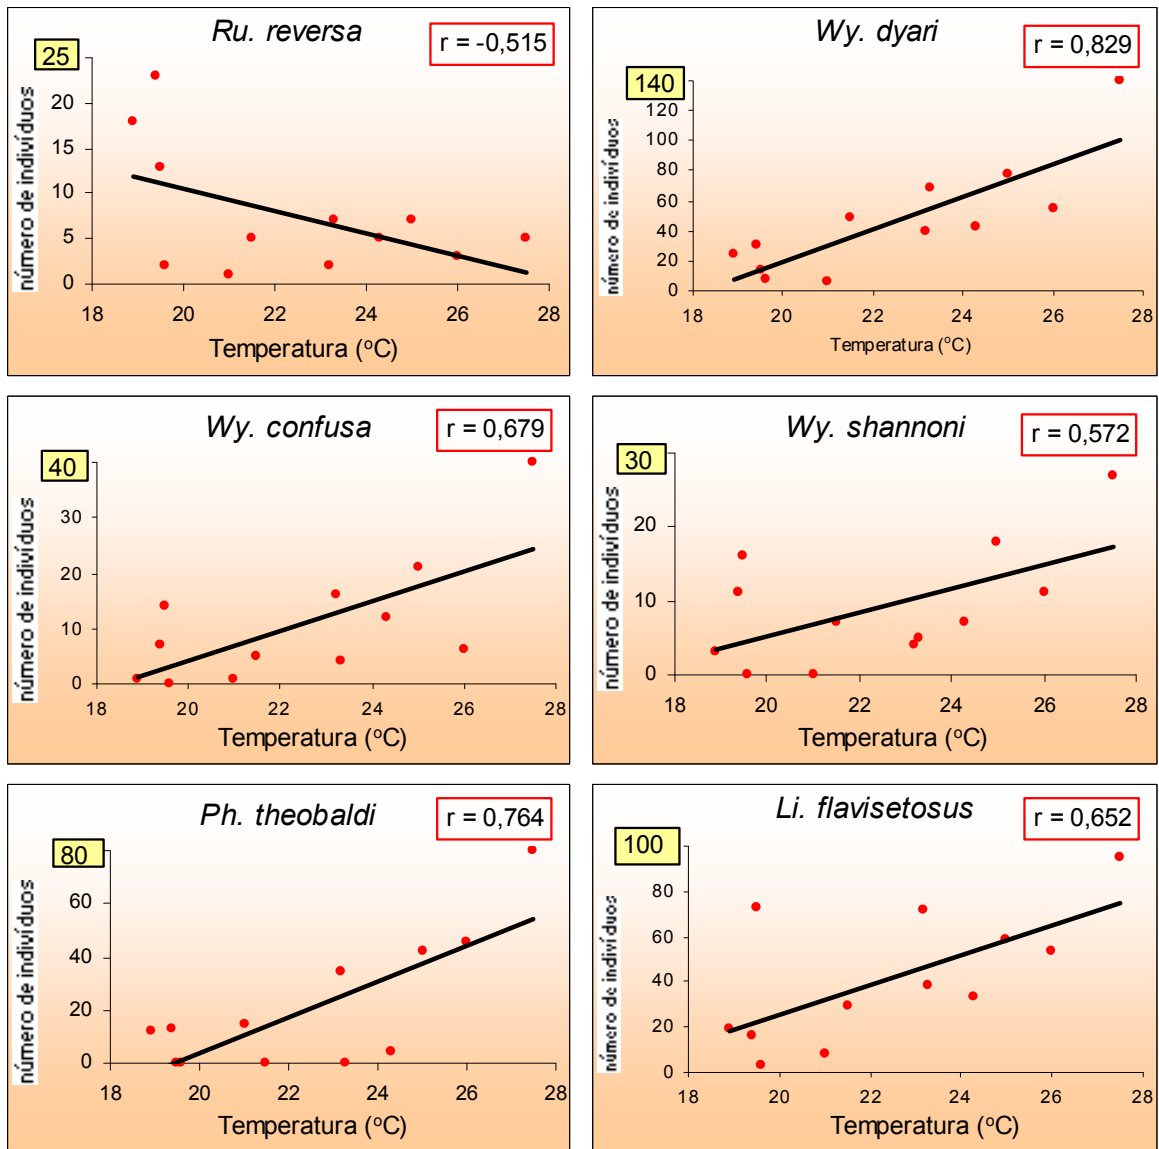 Ru. reversa
r = -0,515
25
20
15
10
5
0
número de indivíduos
18 20 22 24 26 28
Temperatura (ºC)
Wy. dyari
r = 0,829
140
120
100
80
60
40
20
0
número de indivíduos
18 20 22 24 26 28
Temperatura (ºC)
Wy. confusa
r = 0,679
40
30
20
10
0
número de indivíduos
18 20 22 24 26 28
Temperatura (ºC)
Wy. shannoni
r = 0,572
30
20
10
0
número de indivíduos
18 20 22 24 26 28
Temperatura (ºC)
Ph. theobaldi
r = 0,764
80
60
40
20
0
número de indivíduos
18 20 22 24 26 28
Temperatura (ºC)
Li. flavisetosus
r = 0,652
100
80
60
40
20
0
número de indivíduos
18 20 22 24 26 28
Temperatura (ºC)